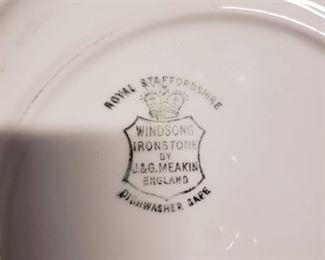 ROYAL STAFFORDSHIRE
WINDSONG
IRONSTONE
BY
J.&G. MEAKIN
ENGLAND
DISHWASHER SAFE